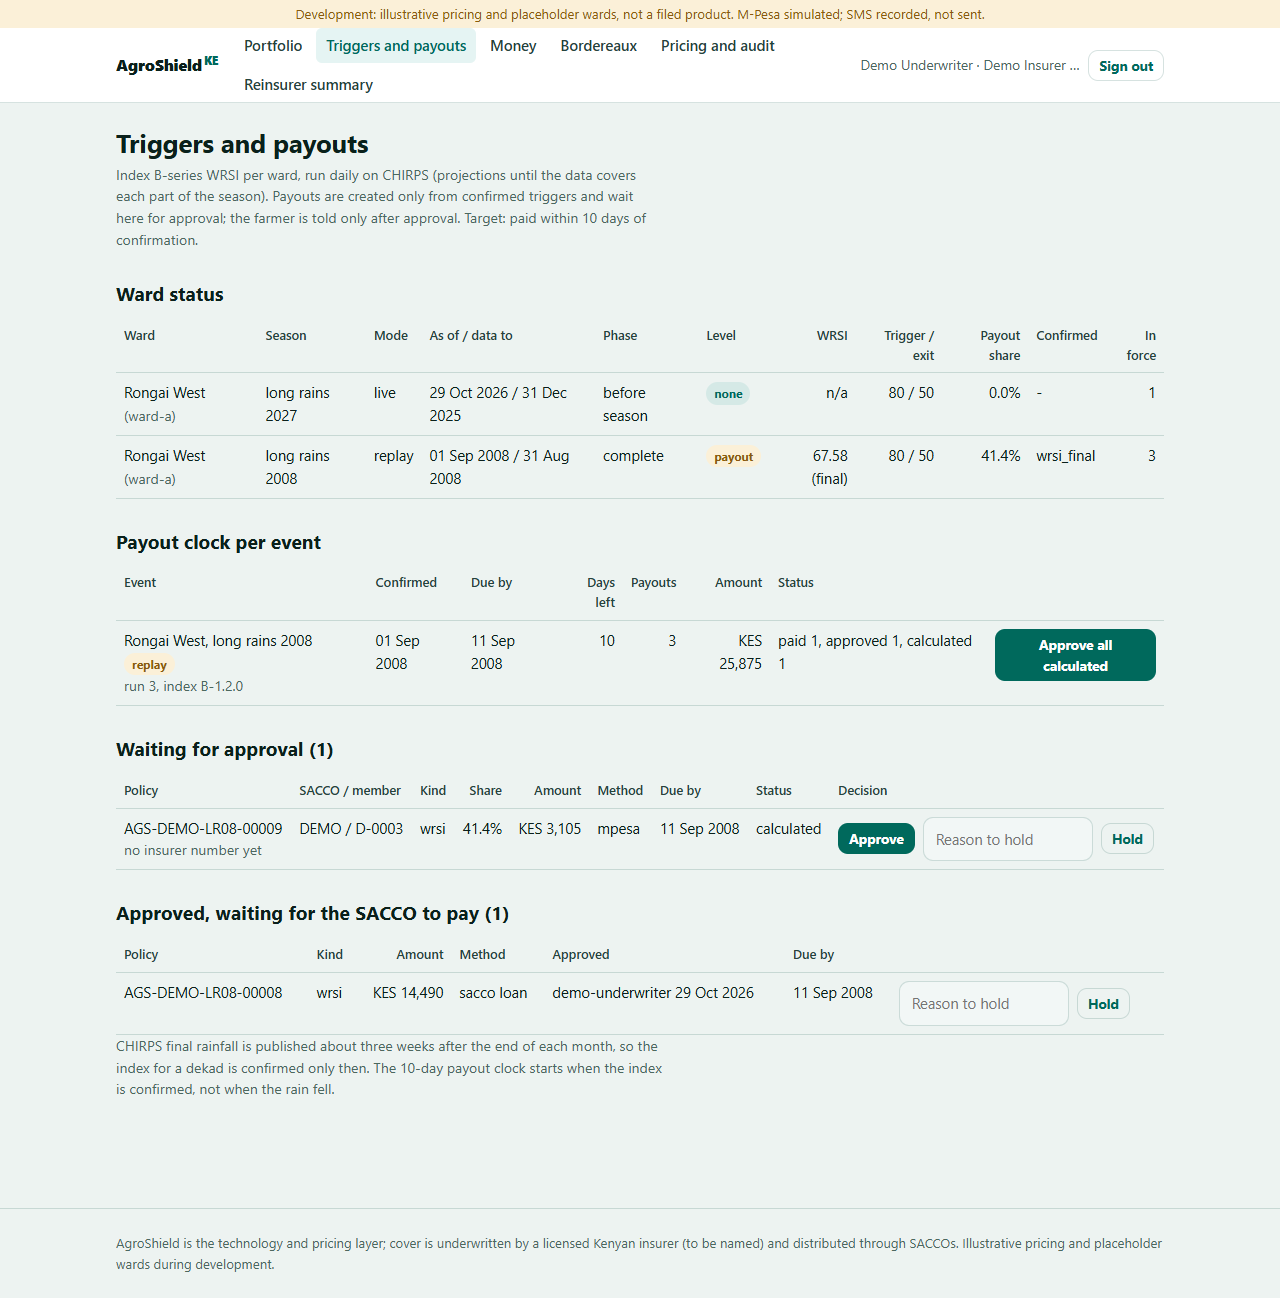 Development: illustrative pricing and placeholder wards, not a filed product. M-Pesa simulated; SMS recorded, not sent.
AgroShield KE
Portfolio Triggers and payouts Money Bordereaux Pricing and audit
Reinsurer summary
Demo Underwriter · Demo Insurer ... Sign out
Triggers and payouts
Index B-series WRSI per ward, run daily on CHIRPS (projections until the data covers
each part of the season). Payouts are created only from confirmed triggers and wait
here for approval; the farmer is told only after approval. Target: paid within 10 days of
confirmation.
Ward status
Ward Season Mode As of / data to Phase Level WRSI Trigger / Payout Confirmed In
exit share force
Rongai West long rains live 29 Oct 2026 / 31 Dec before none n/a 80 / 50 0.0% - 1
(ward-a) 2027 2025 season
Rongai West long rains replay 01 Sep 2008 / 31 Aug complete payout 67.58 80 / 50 41.4% wrsi_final 3
(ward-a) 2008 2008 (final)
Payout clock per event
Event Confirmed Due by Days Payouts Amount Status
left
Rongai West, long rains 2008 01 Sep 11 Sep 10 3 KES paid 1, approved 1, calculated Approve all
replay 2008 2008 25,875 1 calculated
run 3, index B-1.2.0
Waiting for approval (1)
Policy SACCO / member Kind Share Amount Method Due by Status Decision
AGS-DEMO-LR08-00009 DEMO / D-0003 wrsi 41.4% KES 3,105 mpesa 11 Sep 2008 calculated Approve Reason to hold Hold
no insurer number yet
Approved, waiting for the SACCO to pay (1)
Policy Kind Amount Method Approved Due by
AGS-DEMO-LR08-00008 wrsi KES 14,490 sacco loan demo-underwriter 29 Oct 2026 11 Sep 2008 Reason to hold Hold
CHIRPS final rainfall is published about three weeks after the end of each month, so the
index for a dekad is confirmed only then. The 10-day payout clock starts when the index
is confirmed, not when the rain fell.
AgroShield is the technology and pricing layer; cover is underwritten by a licensed Kenyan insurer (to be named) and distributed through SACCOs. Illustrative pricing and placeholder
wards during development.